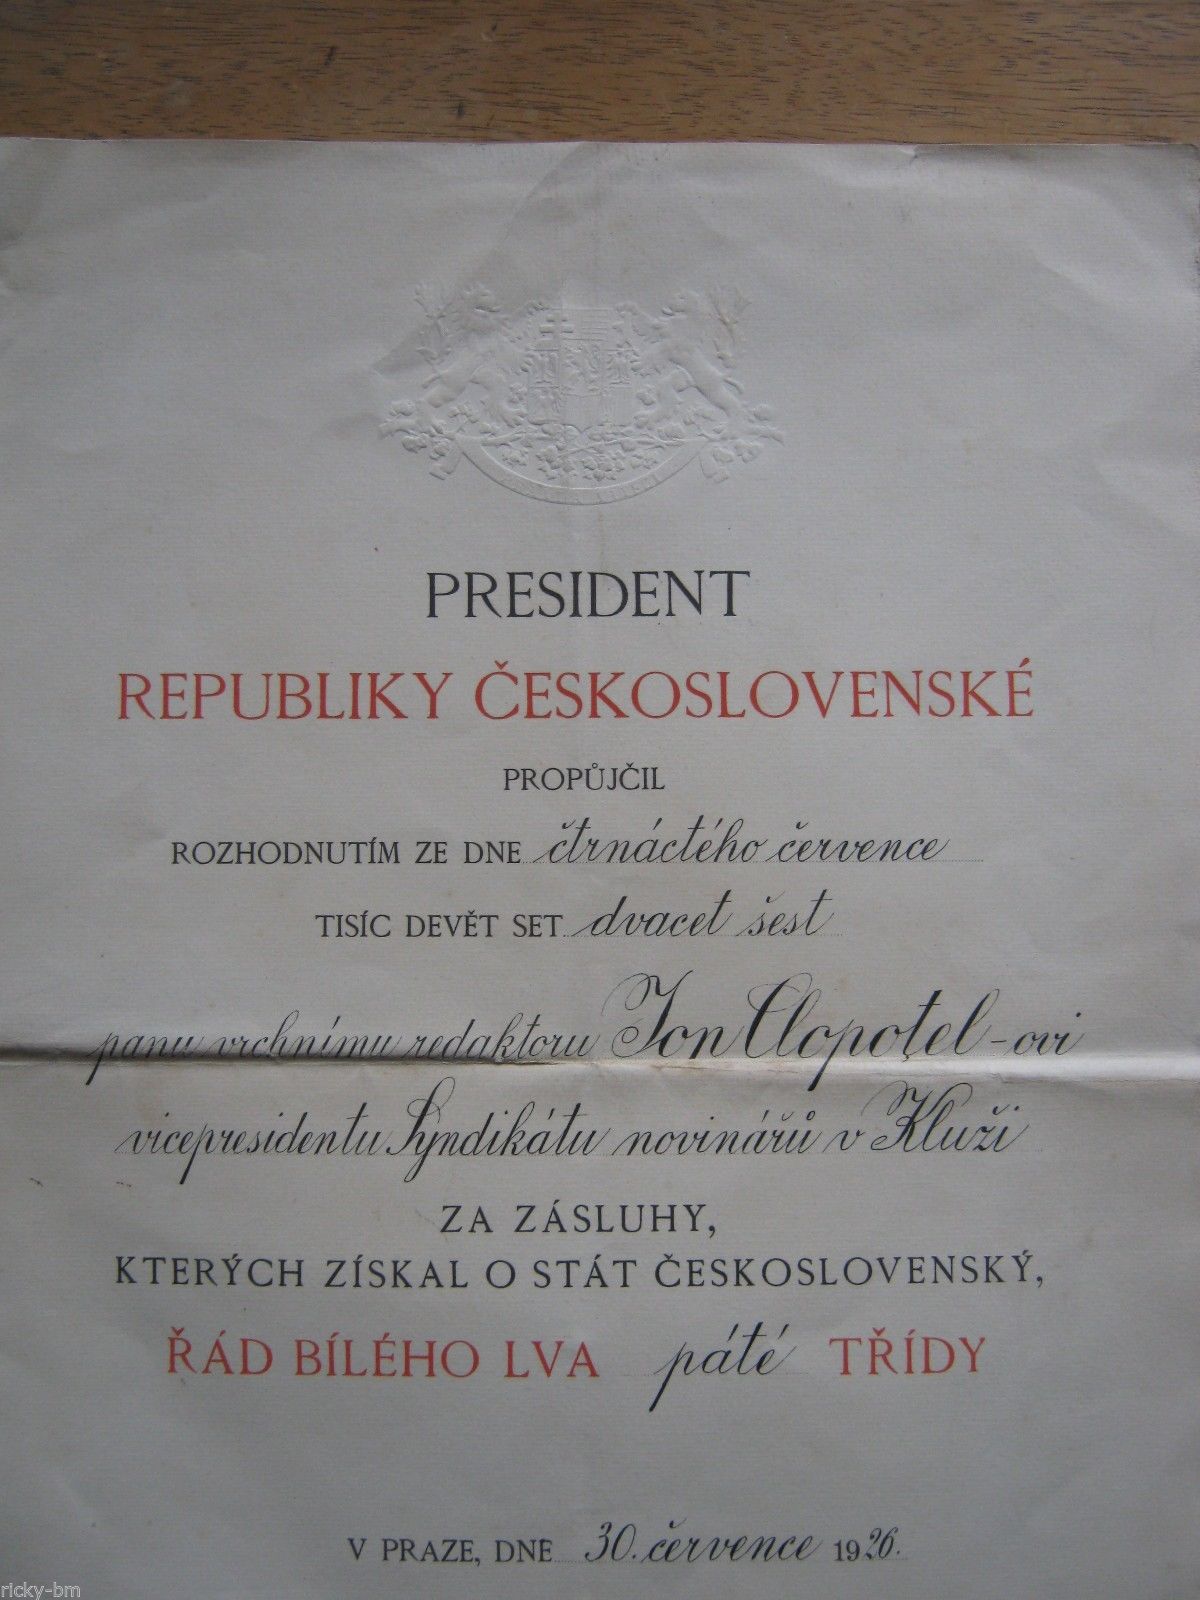 PRESIDENT
REPUBLIKY ČESKOSLOVENSKÉ
PROPŮJČIL
ROZHODNUTÍM ZE DNE čtrnáctého července
TISÍC DEVĚT SET dvacet šest
panu vrchnímu redaktoru Ion Clopoţel-ovi
vicepresidentu Syndikátu novinářů v Kluži
ZA ZÁSLUHY,
KTERÝCH ZÍSKAL O STÁT ČESKOSLOVENSKÝ,
ŘÁD BÍLÉHO LVA páté TŘÍDY
V PRAZE, DNE 30. července 1926.
ricky-bm